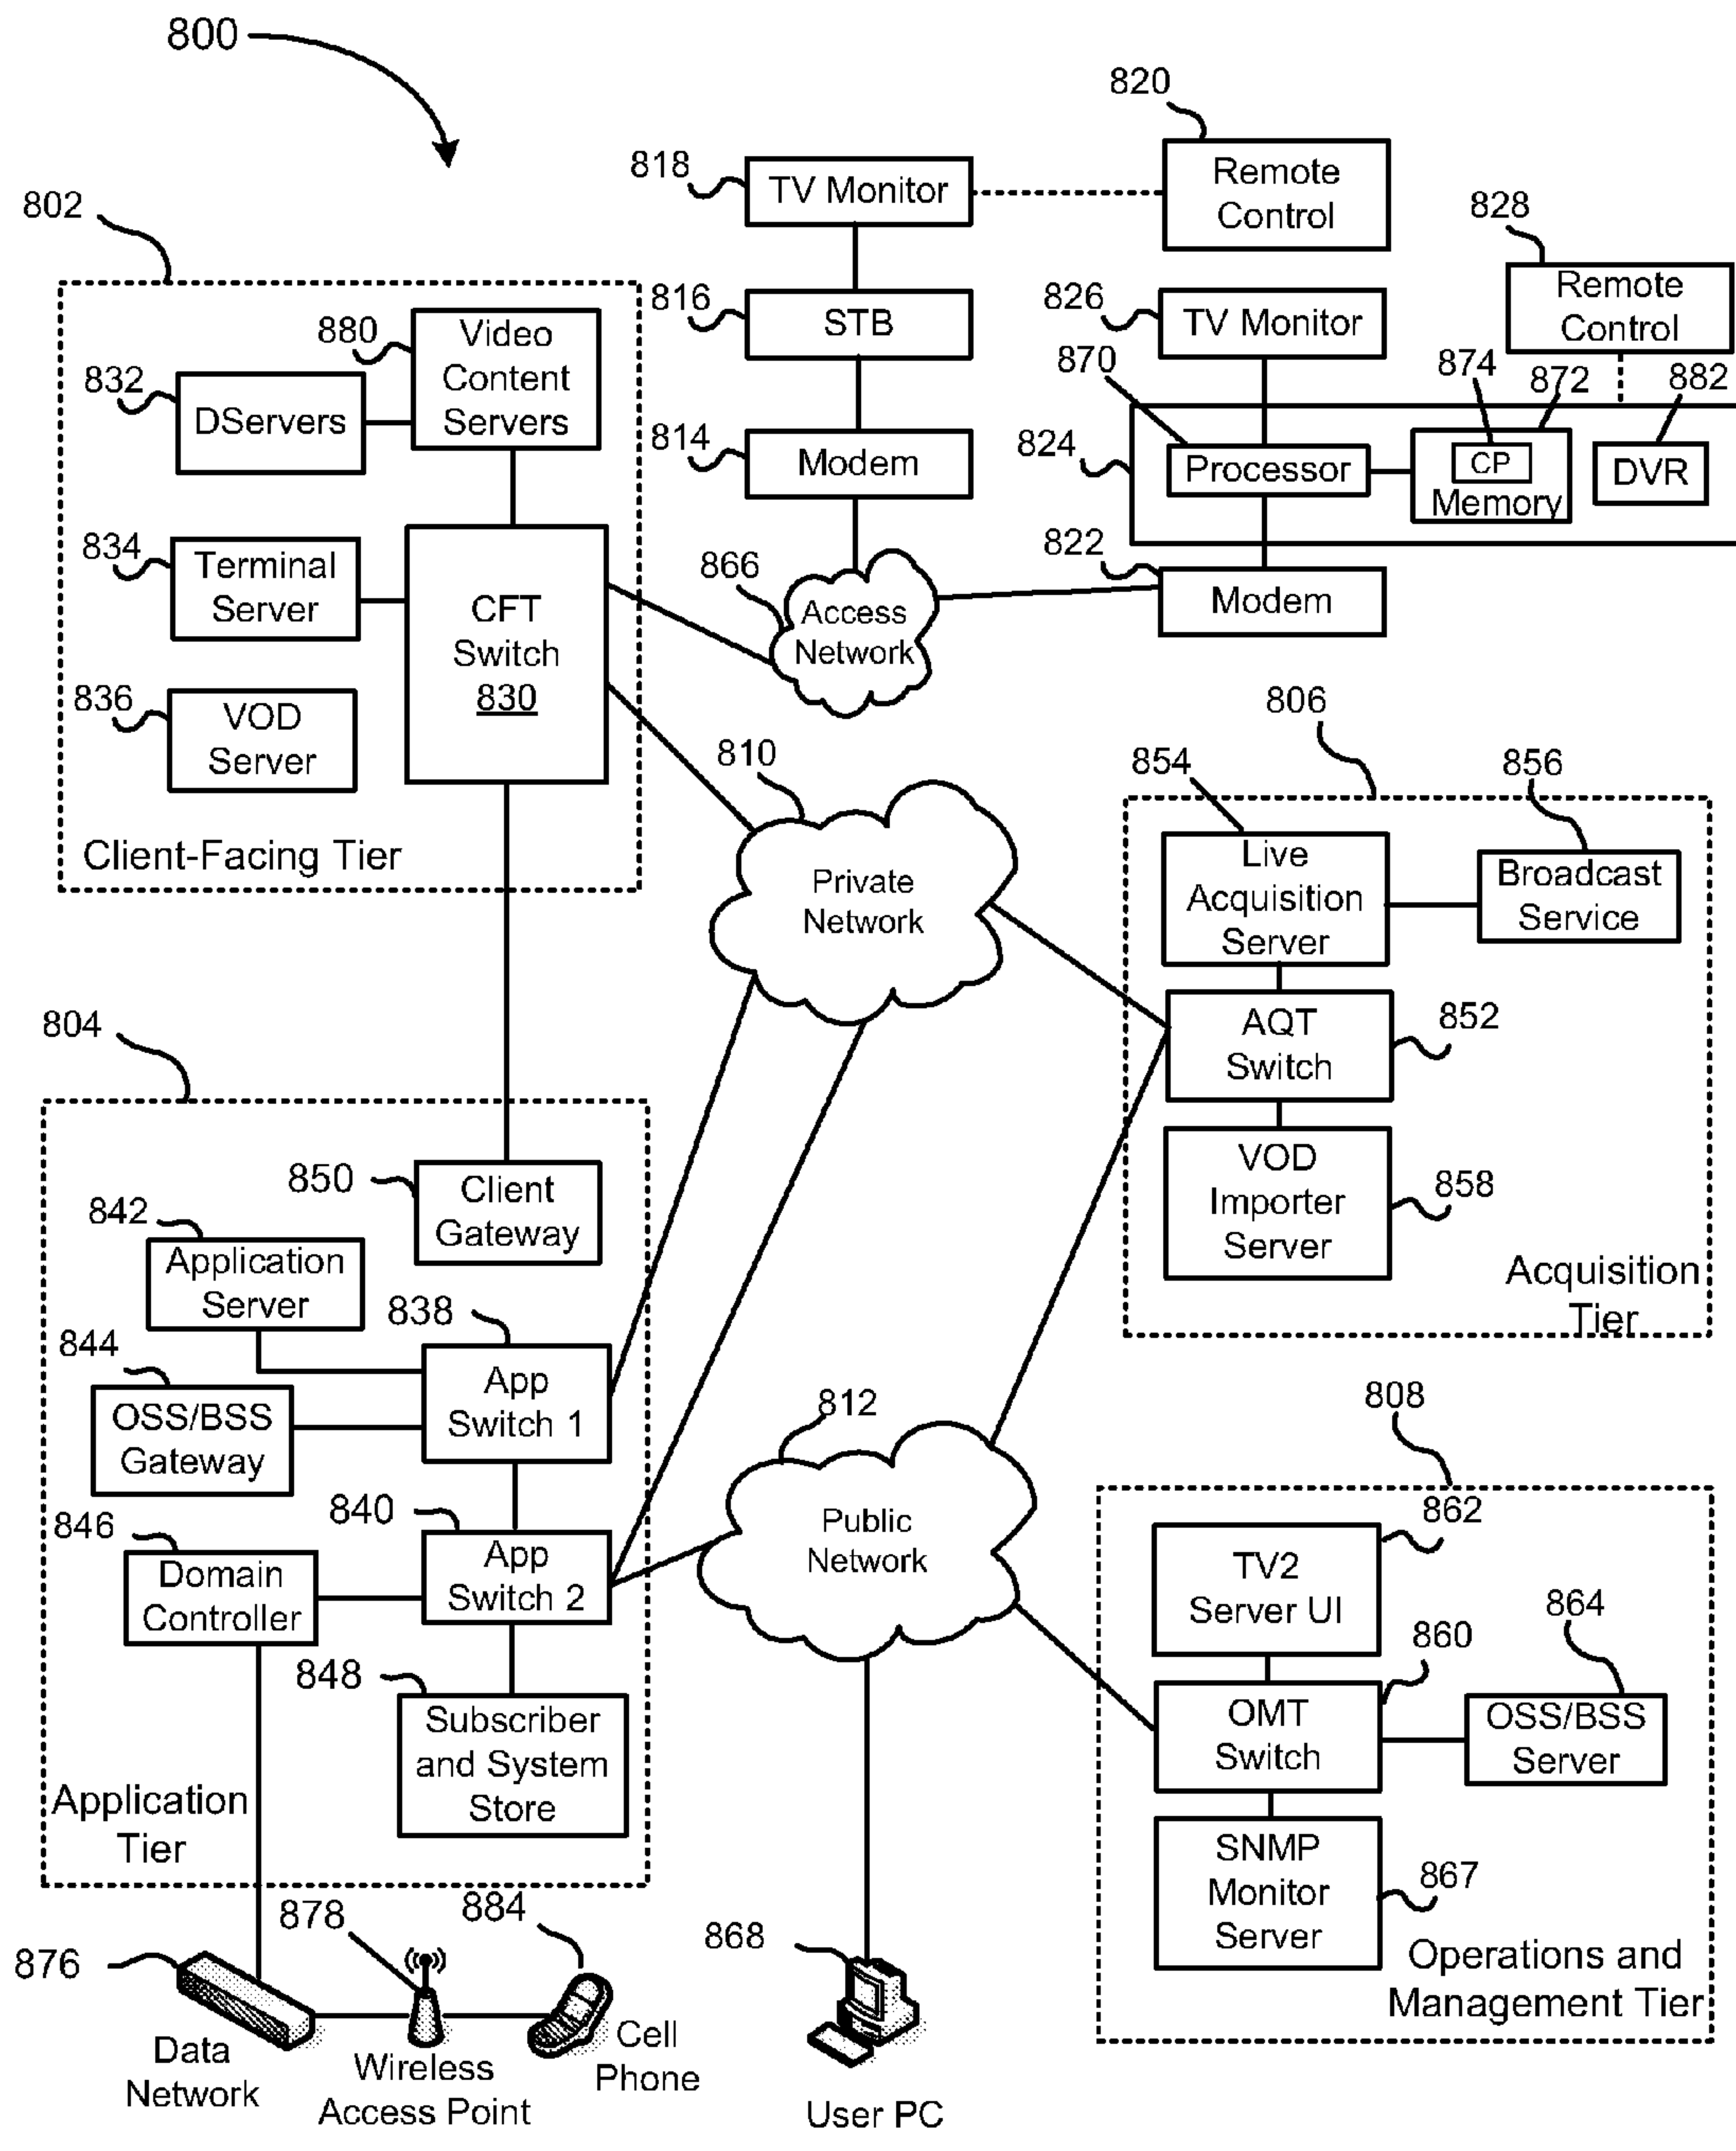 800
820
818
TV Monitor
Remote
Control
802
828
Remote
Control
816
STB
826
TV Monitor
880
Video
Content
Servers
832
DServers
870
874
872
882
814
Modem
824
Processor
CP
Memory
DVR
834
Terminal
Server
CFT
Switch
830
866
Access
Network
822
Modem
836
VOD
Server
Client-Facing Tier
810
Private
Network
806
854
856
Live
Acquisition
Server
Broadcast
Service
804
AQT
Switch
852
850
Client
Gateway
VOD
Importer
Server
858
842
Application
Server
Acquisition
Tier
838
844
App
Switch 1
OSS/BSS
Gateway
812
808
840
846
App
Switch 2
Domain
Controller
Public
Network
862
TV2
Server UI
864
860
848
Subscriber
and System
Store
OMT
Switch
OSS/BSS
Server
Application
Tier
SNMP
Monitor
Server
867
878
884
868
876
Operations and
Management Tier
Data
Network
Wireless
Access Point
Cell
Phone
User PC